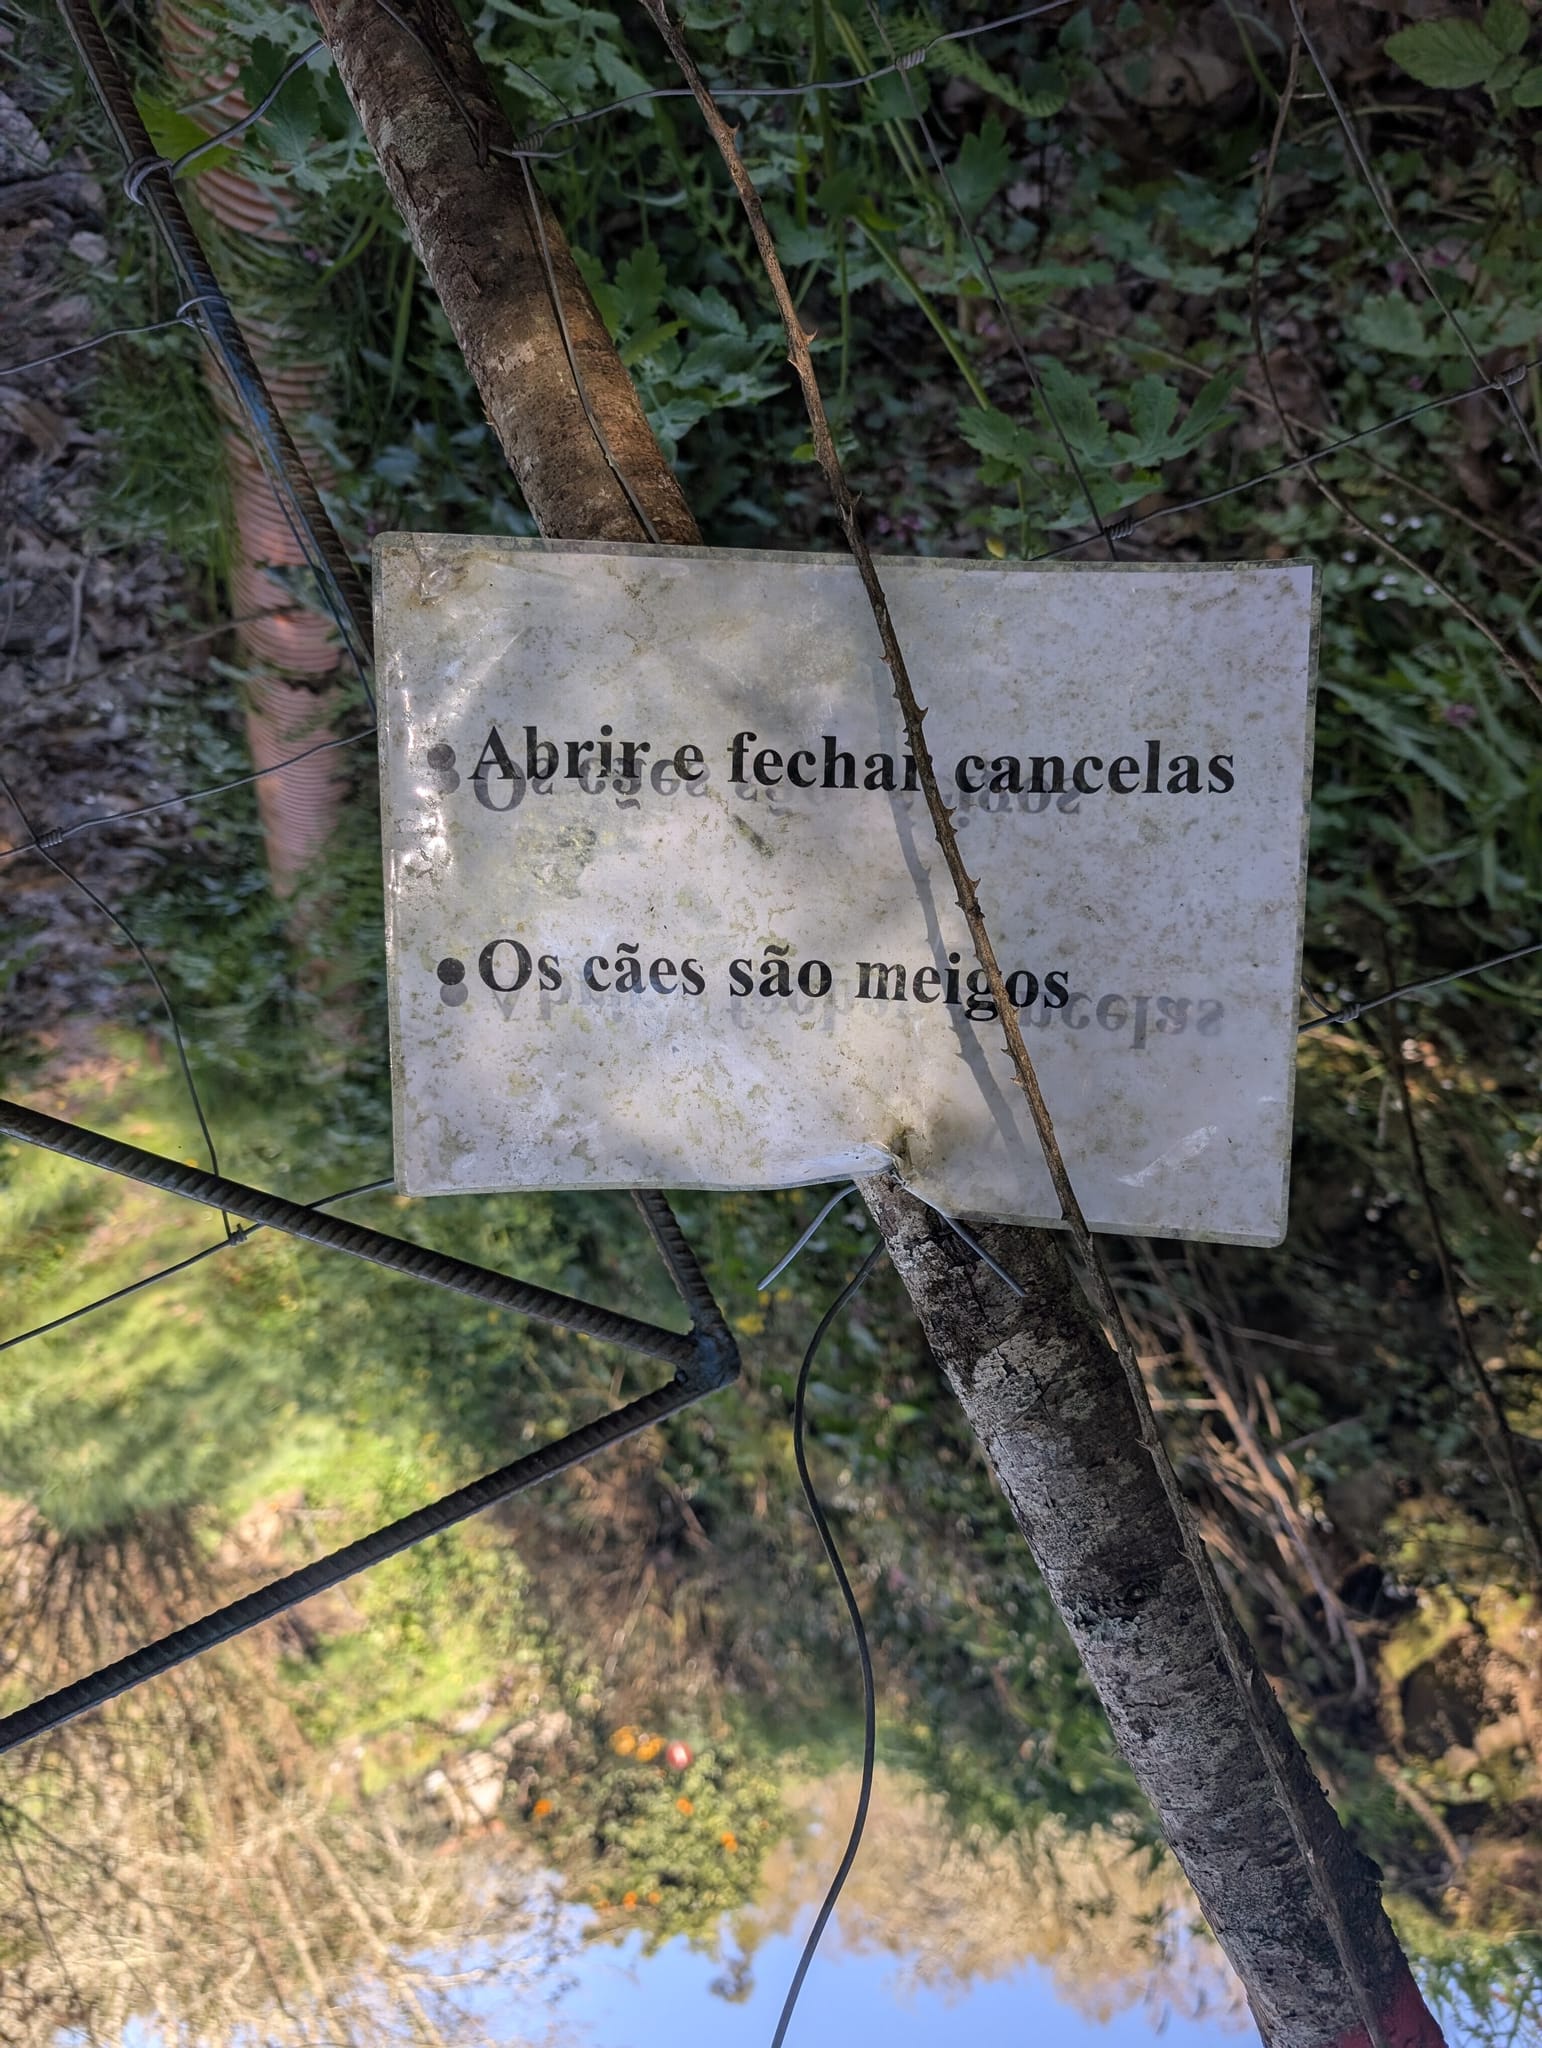 • Abrir e fechar cancelas
• Os cães são meigos